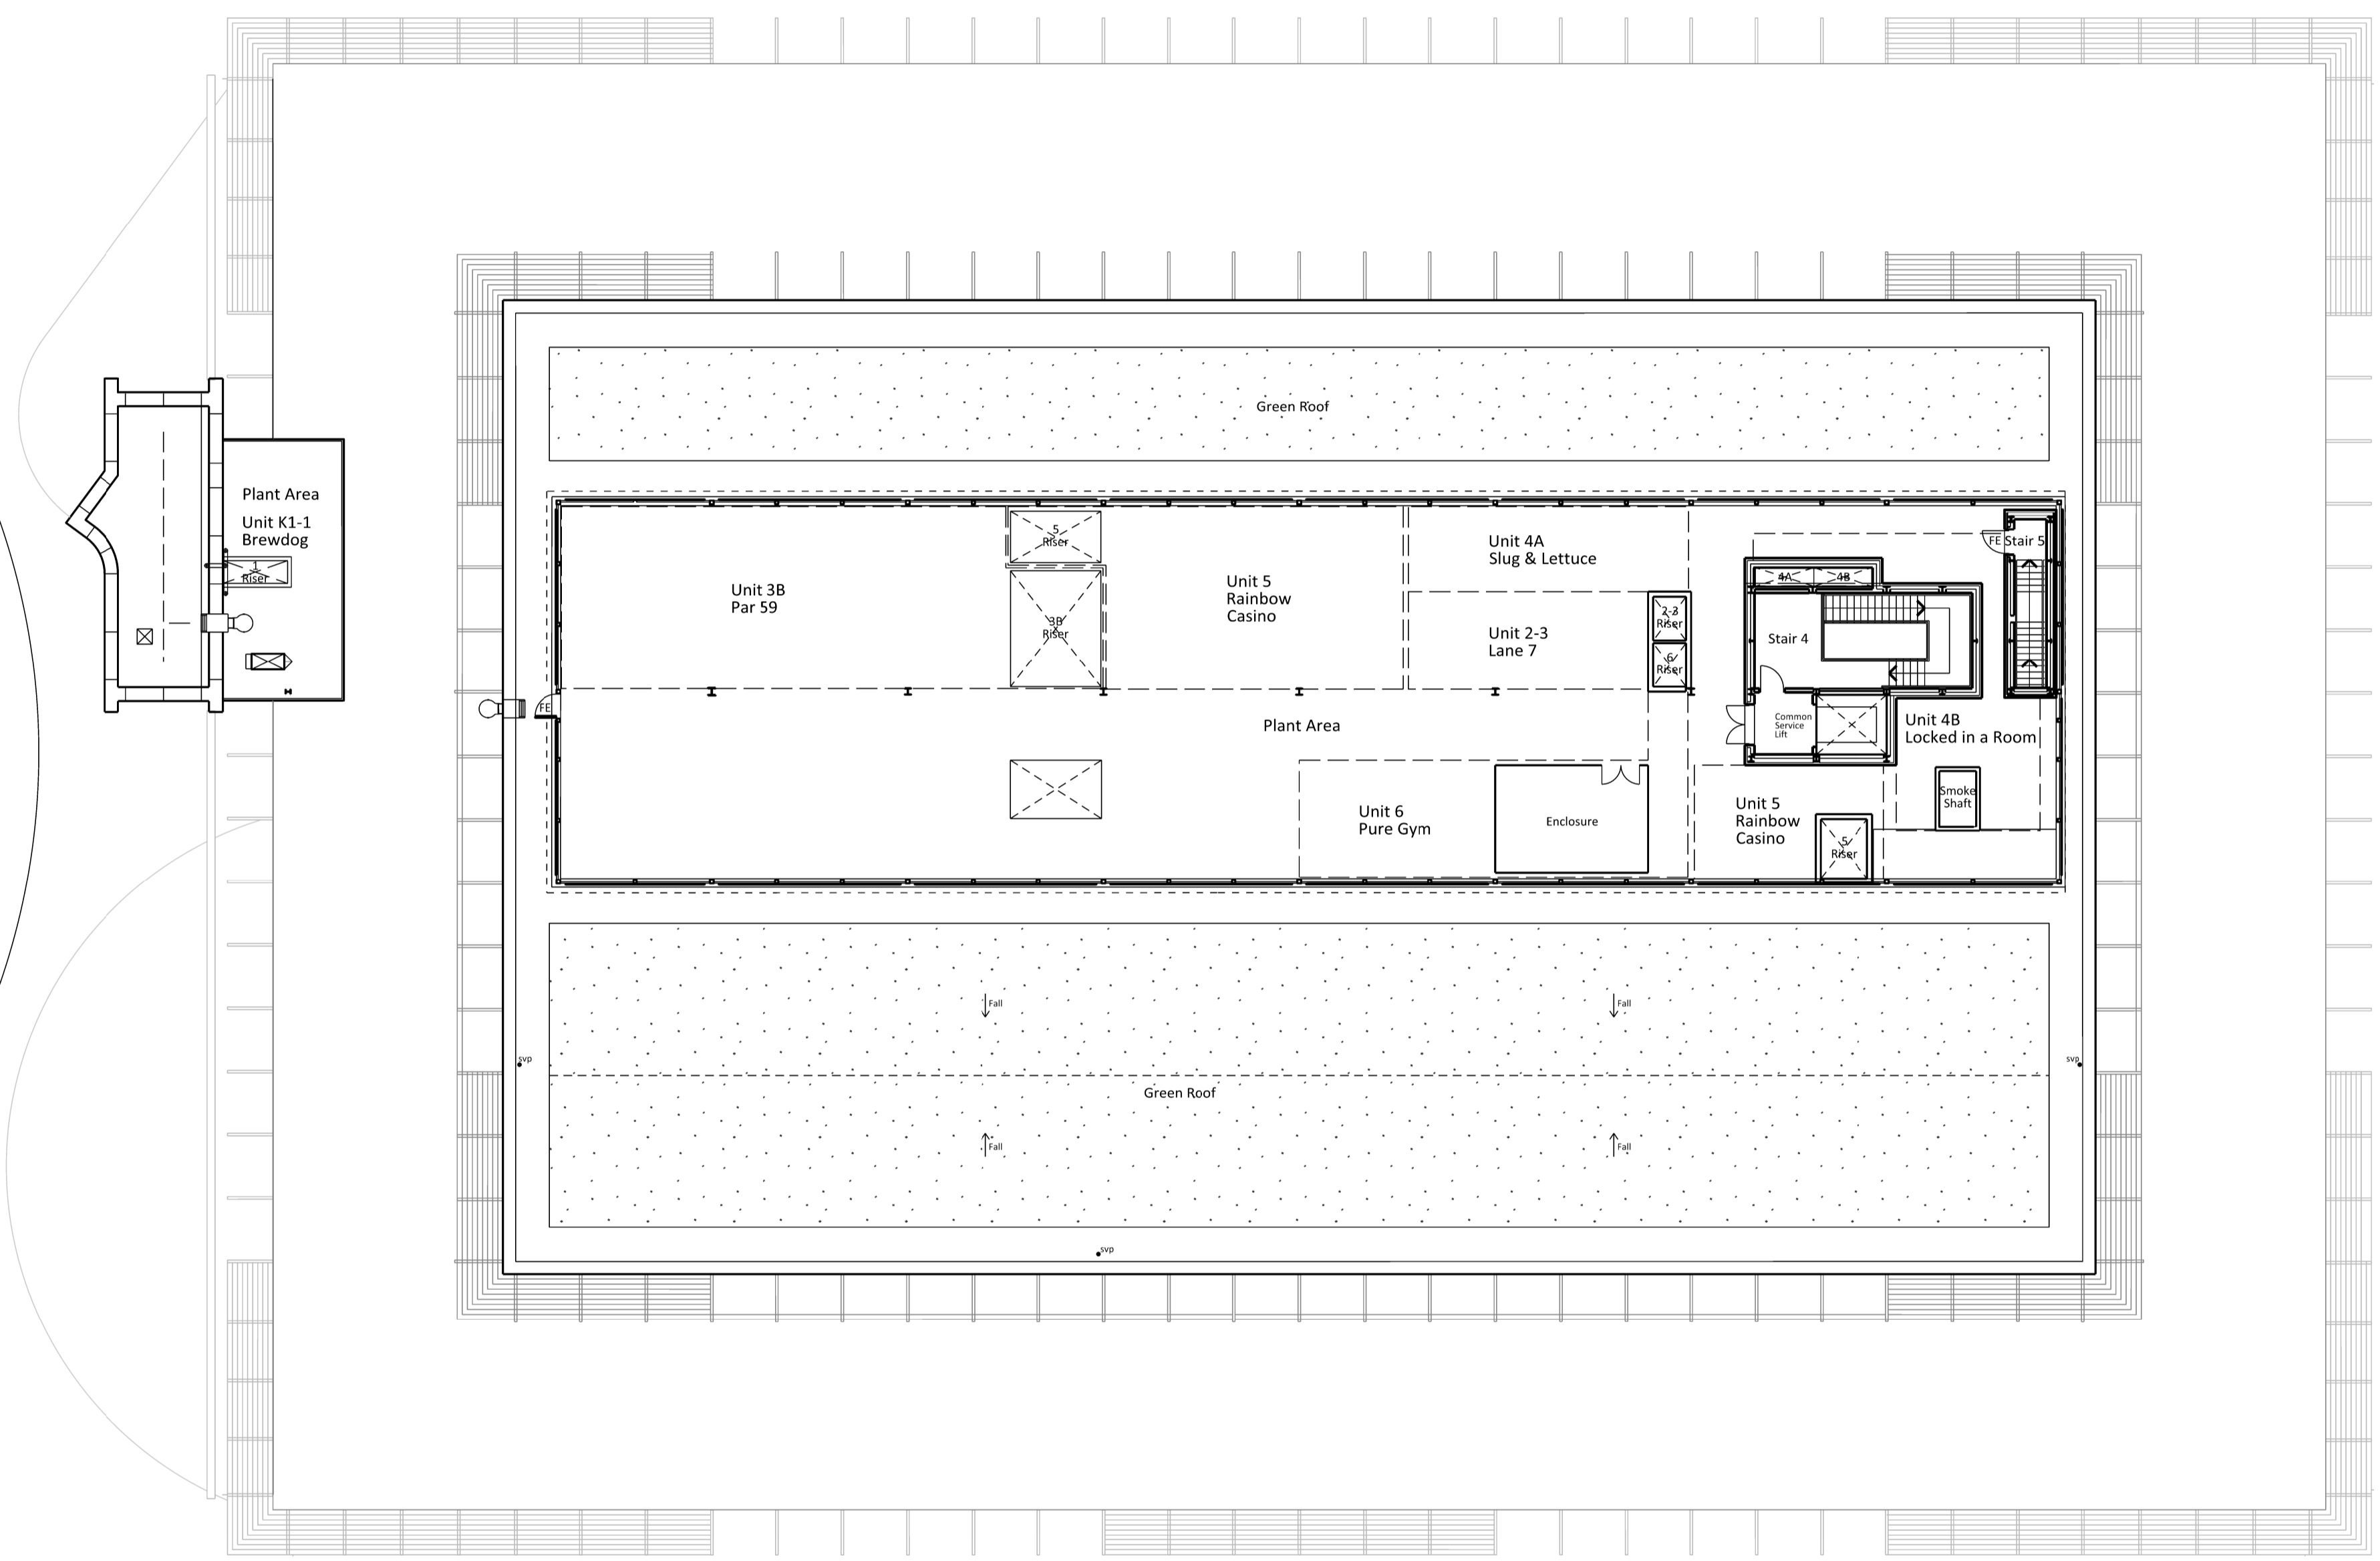 Green Roof
Plant Area
Unit K1-1
Brewdog
1
Riser
5
Riser
Unit 3B
Par 59
3B
Riser
Unit 5
Rainbow
Casino
Unit 4A
Slug & Lettuce
Unit 2-3
Lane 7
2-3
Riser
6
Riser
4A
4B
Stair 4
FE
Stair 5
FE
Plant Area
Common
Service
Lift
Unit 4B
Locked in a Room
Unit 6
Pure Gym
Enclosure
Unit 5
Rainbow
Casino
5
Riser
Smoke
Shaft
Fall
Fall
svp
svp
Green Roof
Fall
Fall
svp